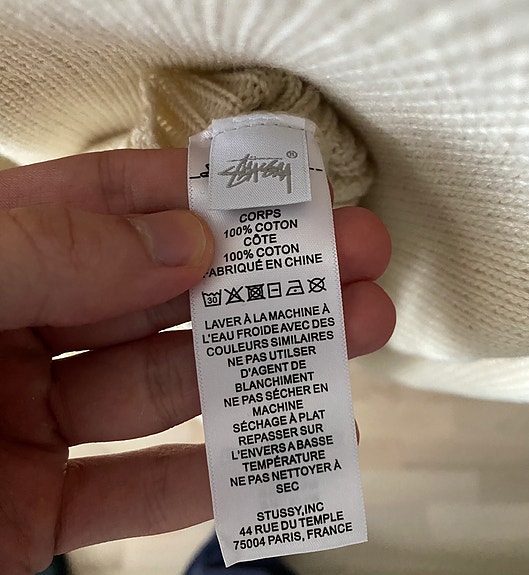 STÜSSY®
CORPS
100% COTON
CÔTE
100% COTON
FABRIQUÉ EN CHINE
30
LAVER À LA MACHINE À
L'EAU FROIDE AVEC DES
COULEURS SIMILAIRES
NE PAS UTILSER
D'AGENT DE
BLANCHIMENT
NE PAS SÉCHER EN
MACHINE
SÉCHAGE À PLAT
REPASSER SUR
L'ENVERS A BASSE
TEMPÉRATURE
NE PAS NETTOYER À
SEC
STUSSY,INC
44 RUE DU TEMPLE
75004 PARIS, FRANCE